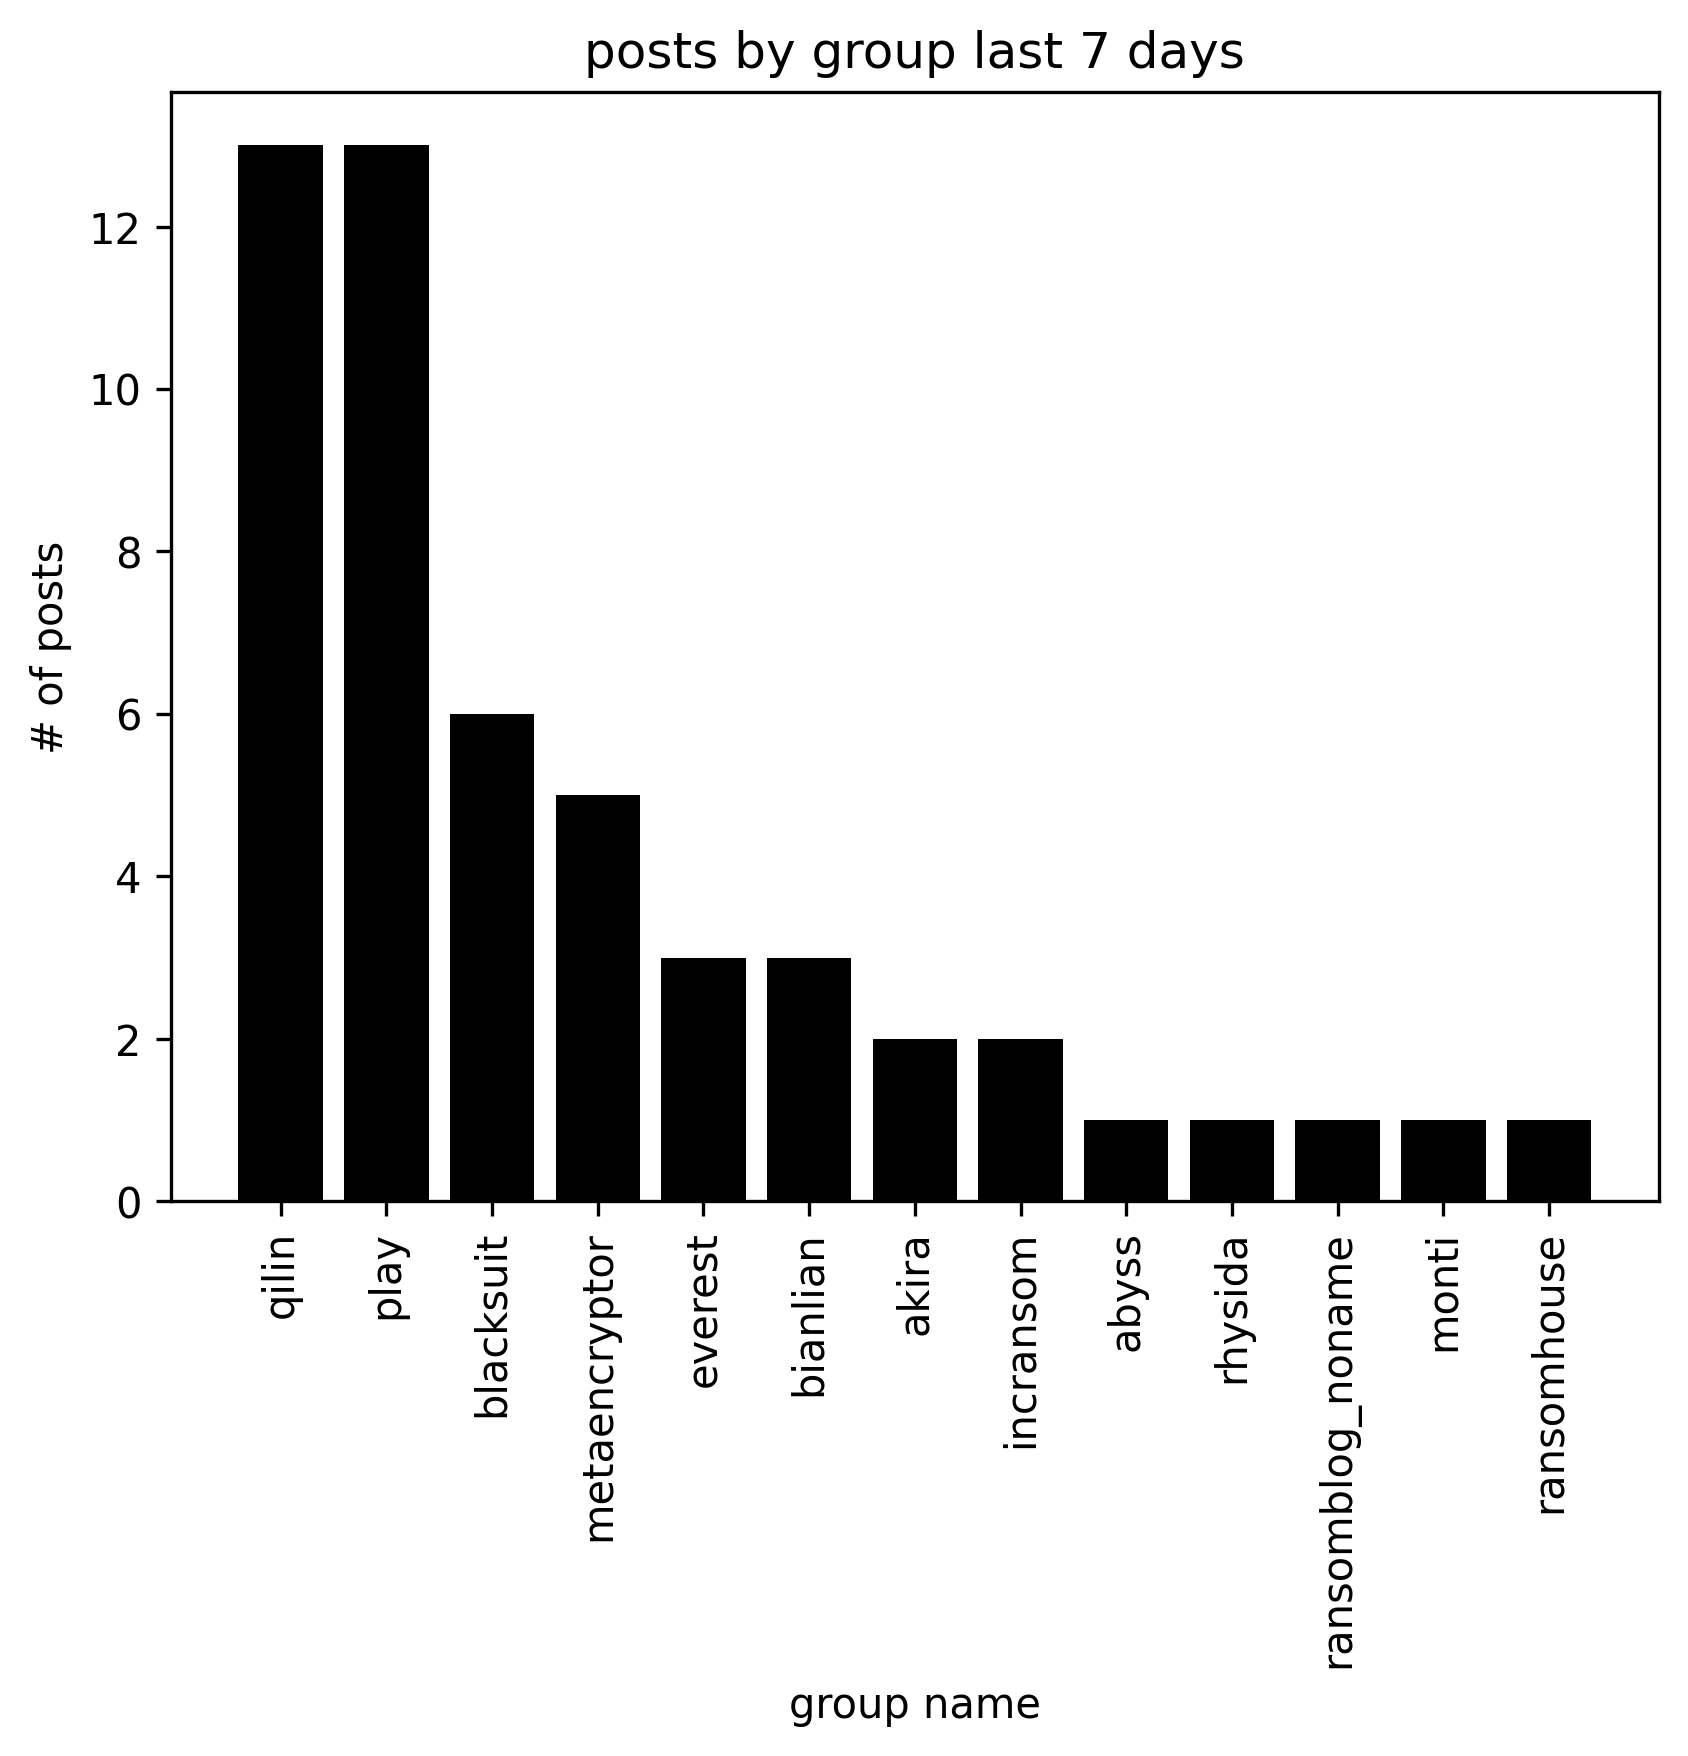 posts by group last 7 days
# of posts
12
10
8
6
4
2
0
qilin
play
blacksuit
metaencryptor
everest
bianlian
akira
incransom
abyss
rhysida
ransomblog_noname
monti
ransomhouse
group name